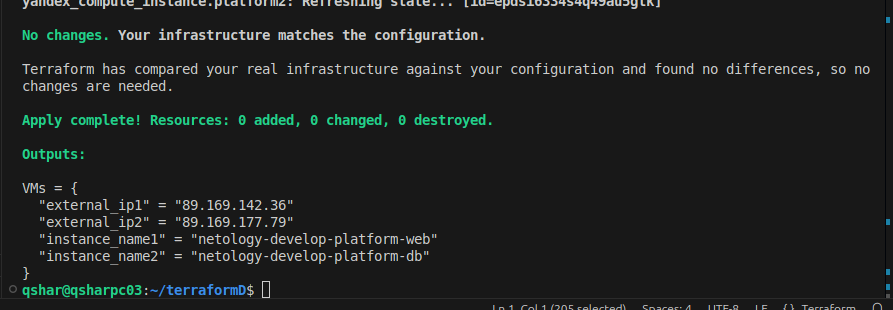 yandex_compute_instance.platform2: Refreshing state...
No changes. Your infrastructure matches the configuration.
Terraform has compared your real infrastructure against your configuration and found no differences, so no
changes are needed.
Apply complete! Resources: 0 added, 0 changed, 0 destroyed.
Outputs:
VMs = {
"external_ip1" = "89.169.142.36"
"external_ip2" = "89.169.177.79"
"instance_name1" = "netology-develop-platform-web"
"instance_name2" = "netology-develop-platform-db"
}
qshar@qsharpc03:~/terraformD$
Ln 1, Col 1 (205 selected) Spaces: 4 UTF-8 LF {} Terraform